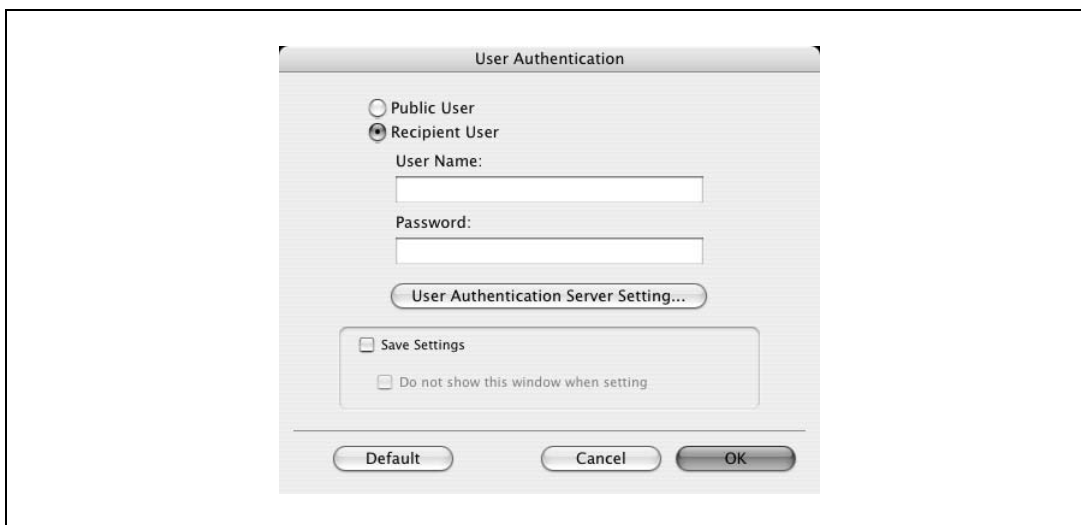 User Authentication
Public User
Recipient User
User Name:
Password:
User Authentication Server Setting...
Save Settings
Do not show this window when setting
Default
Cancel
OK